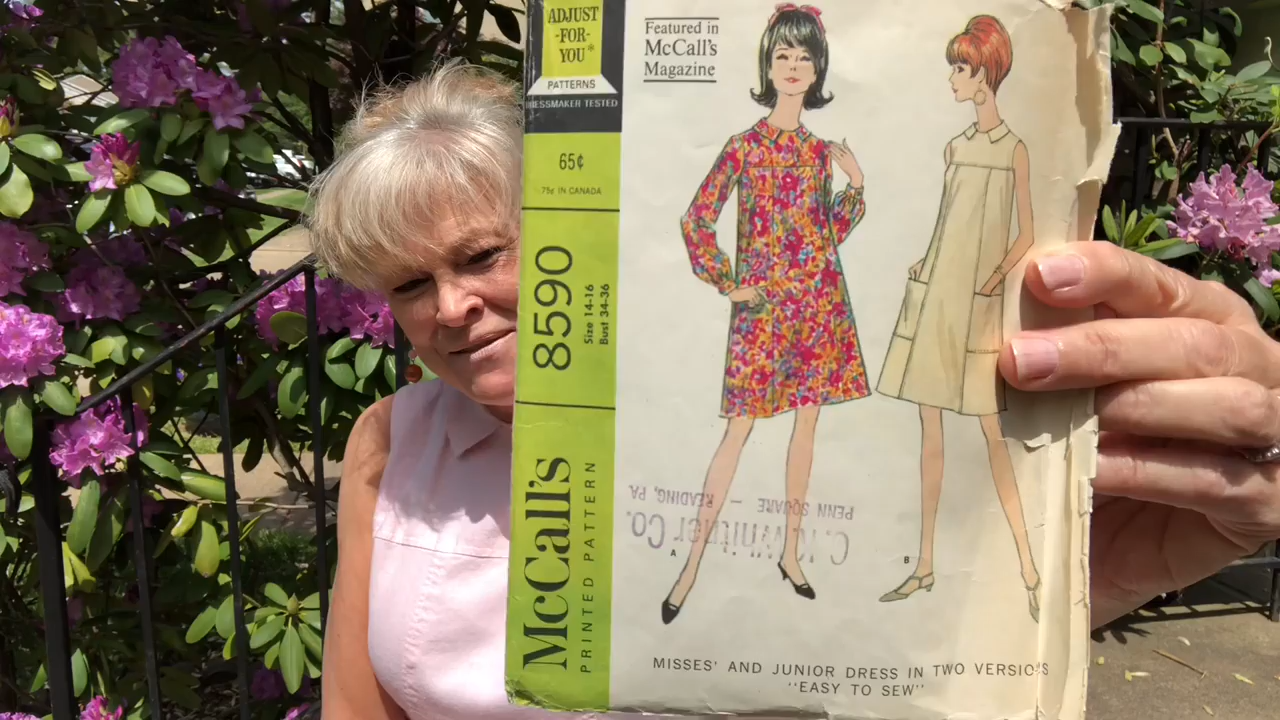 ADJUST
-FOR-
YOU*
PATTERNS
DRESSMAKER TESTED
65¢
75¢ IN CANADA
8590
Size 14-16
Bust 34-36
McCall's
PRINTED PATTERN
Featured in
McCall's
Magazine
C.K. Whitner Co.
PENN SQUARE — READING, PA.
A
B
MISSES' AND JUNIOR DRESS IN TWO VERSIONS
"EASY TO SEW"